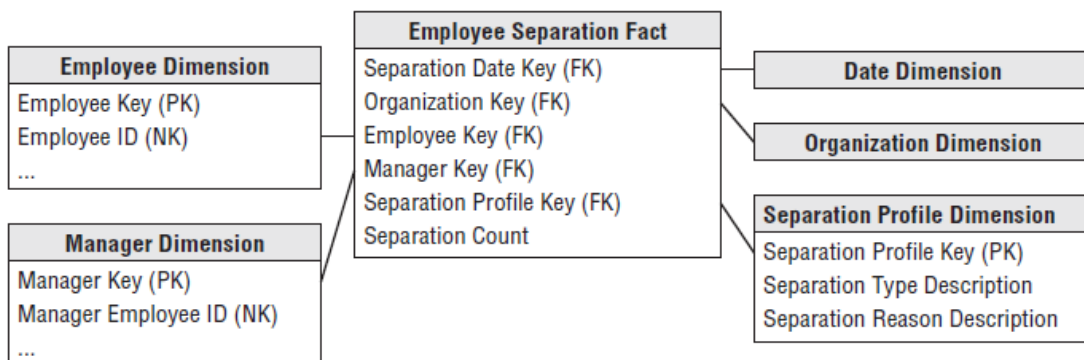 Employee Dimension
Employee Key (PK)
Employee ID (NK)
...
Manager Dimension
Manager Key (PK)
Manager Employee ID (NK)
...
Employee Separation Fact
Separation Date Key (FK)
Organization Key (FK)
Employee Key (FK)
Manager Key (FK)
Separation Profile Key (FK)
Separation Count
Date Dimension
Organization Dimension
Separation Profile Dimension
Separation Profile Key (PK)
Separation Type Description
Separation Reason Description